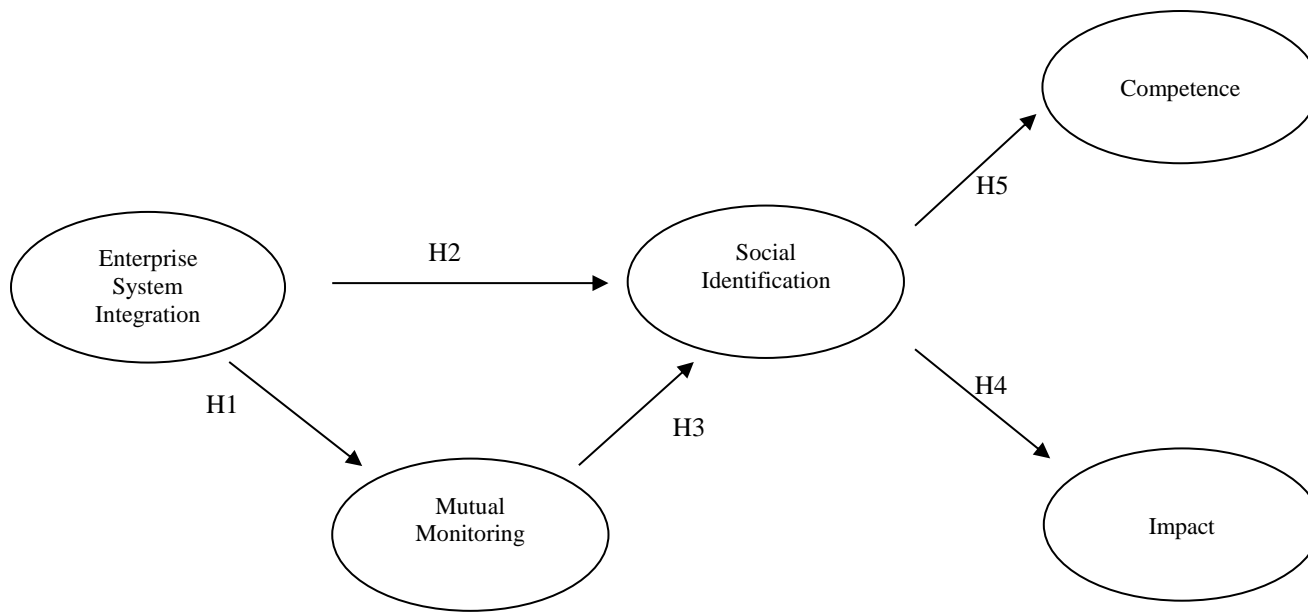 Competence
H5
H2
Social
Identification
Enterprise
System
Integration
H4
H1
H3
Mutual
Monitoring
Impact